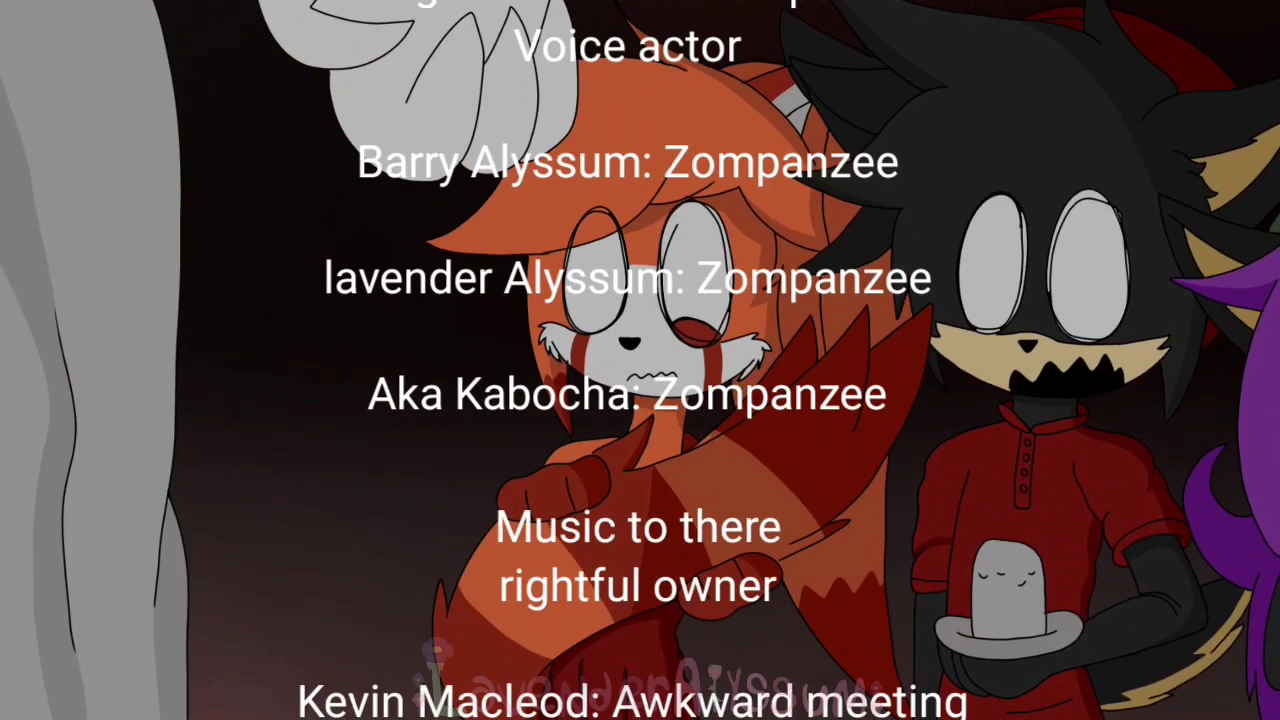 Voice actor
Barry Alyssum: Zompanzee
lavender Alyssum: Zompanzee
Aka Kabocha: Zompanzee
Music to there
rightful owner
Kevin Macleod: Awkward meeting